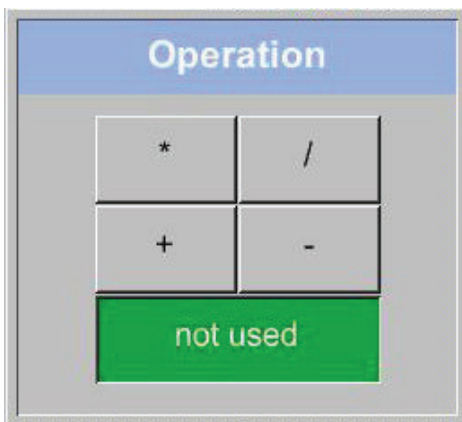 Operation
* /
+ -
not used